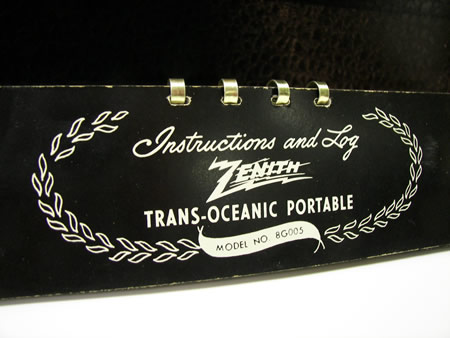 Instructions and Log
ZENITH
TRANS-OCEANIC PORTABLE
MODEL NO. 8G005